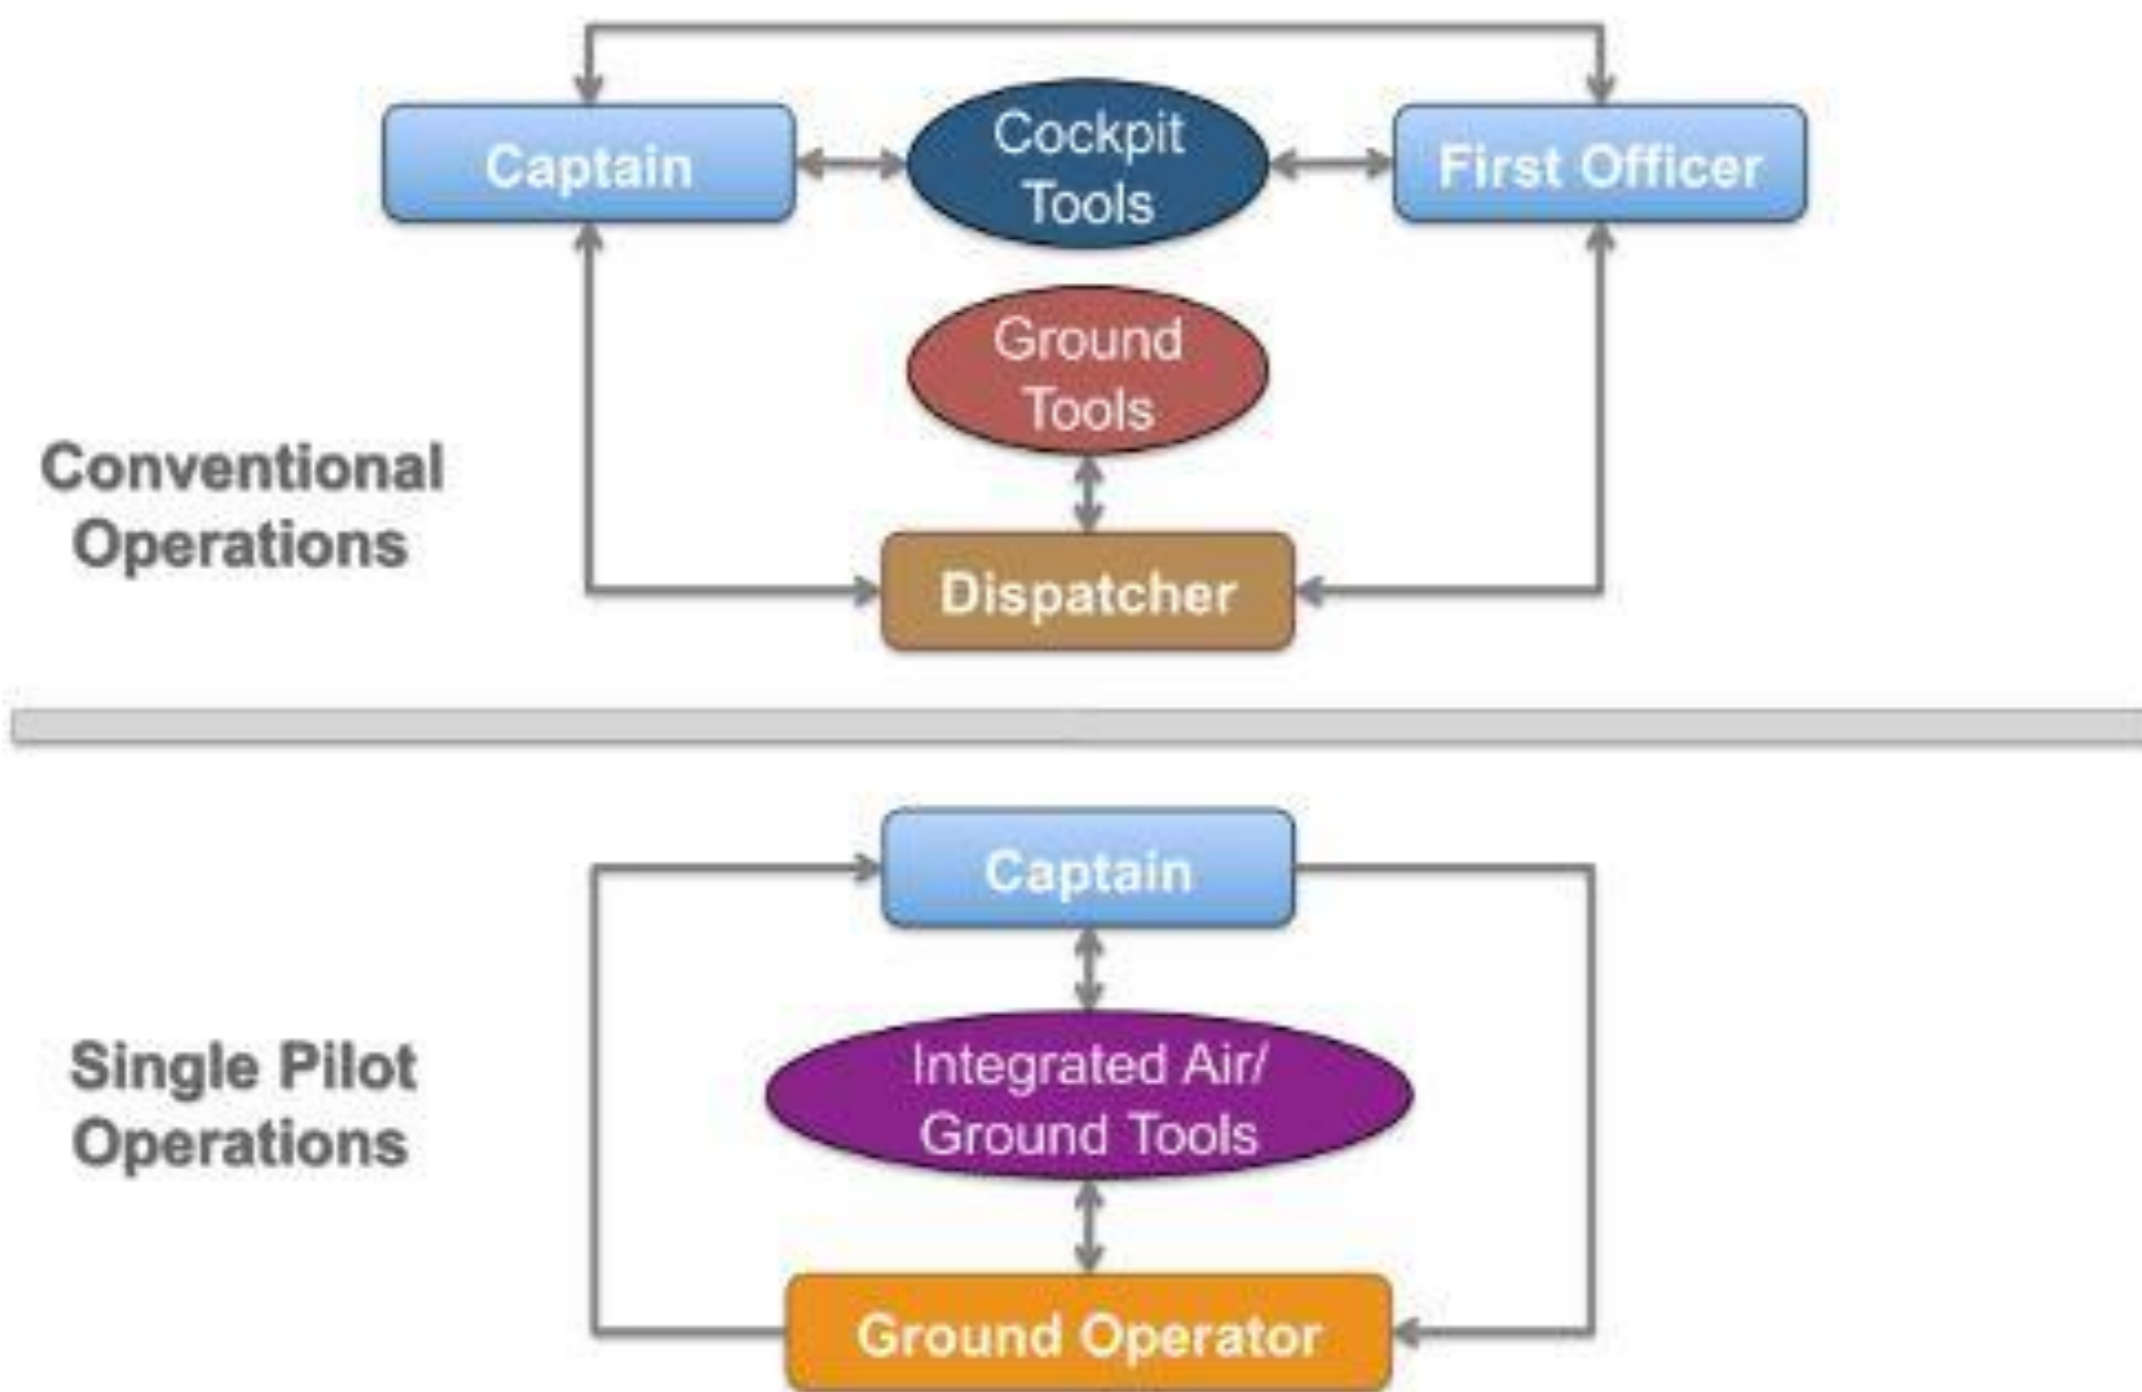 Captain
Cockpit
Tools
First Officer
Ground
Tools
Conventional
Operations
Dispatcher
Captain
Single Pilot
Operations
Integrated Air/
Ground Tools
Ground Operator